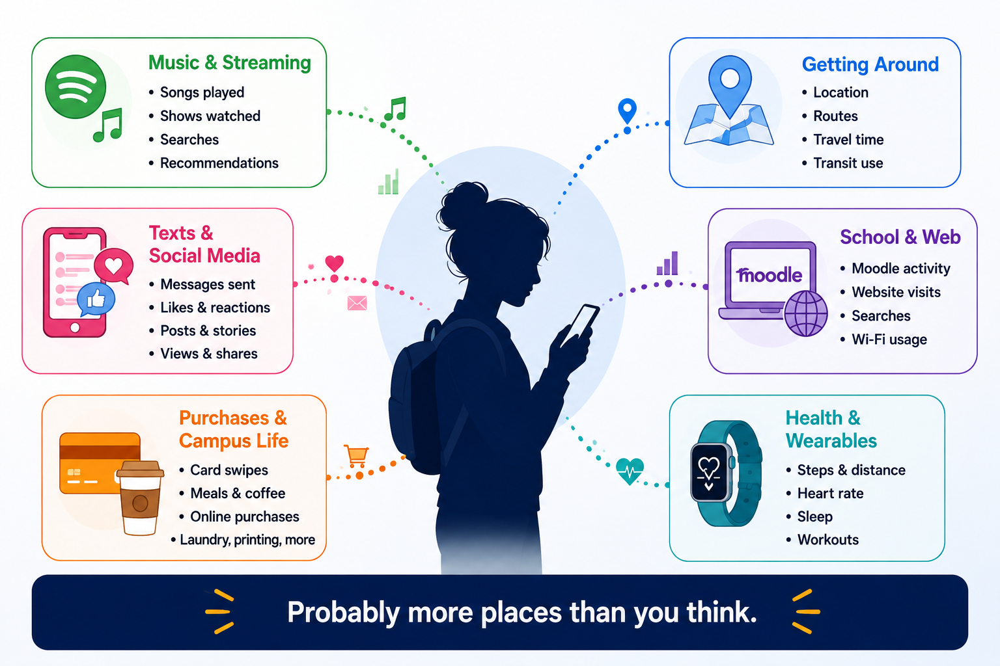 Music & Streaming
• Songs played
• Shows watched
• Searches
• Recommendations
Texts &
Social Media
• Messages sent
• Likes & reactions
• Posts & stories
• Views & shares
Purchases &
Campus Life
• Card swipes
• Meals & coffee
• Online purchases
• Laundry, printing, more
Getting Around
• Location
• Routes
• Travel time
• Transit use
moodle
School & Web
• Moodle activity
• Website visits
• Searches
• Wi-Fi usage
Health &
Wearables
• Steps & distance
• Heart rate
• Sleep
• Workouts
Probably more places than you think.